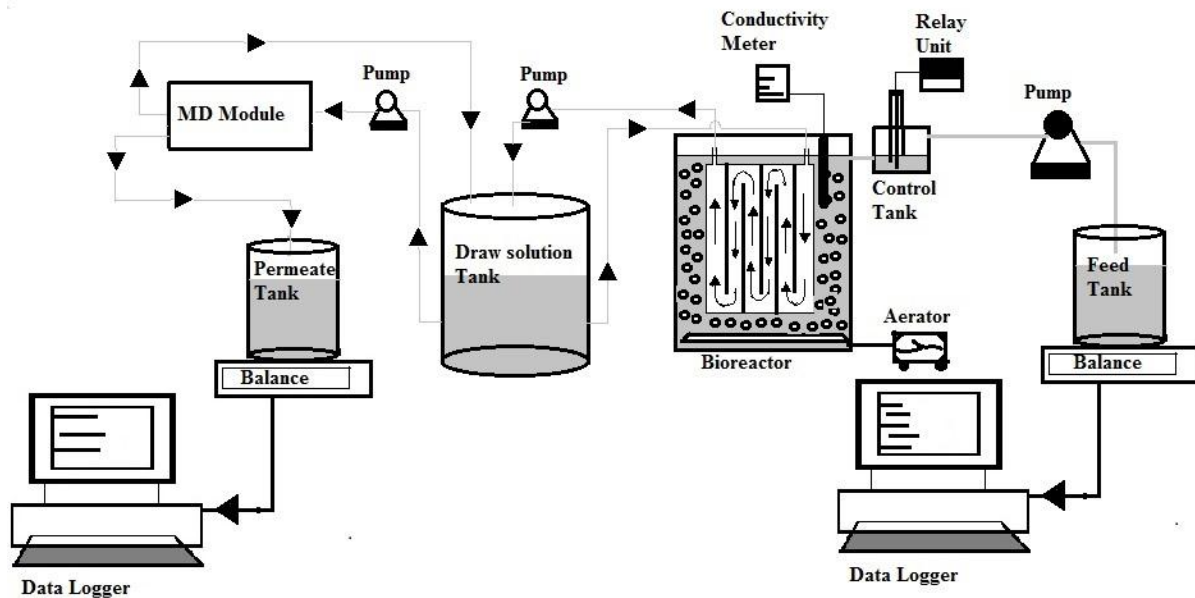 Conductivity
Meter
Relay
Unit
Pump
Pump
Pump
MD Module
Control
Tank
Draw solution
Tank
Permeate
Tank
Feed
Tank
Aerator
Bioreactor
Balance
Balance
Data Logger
Data Logger